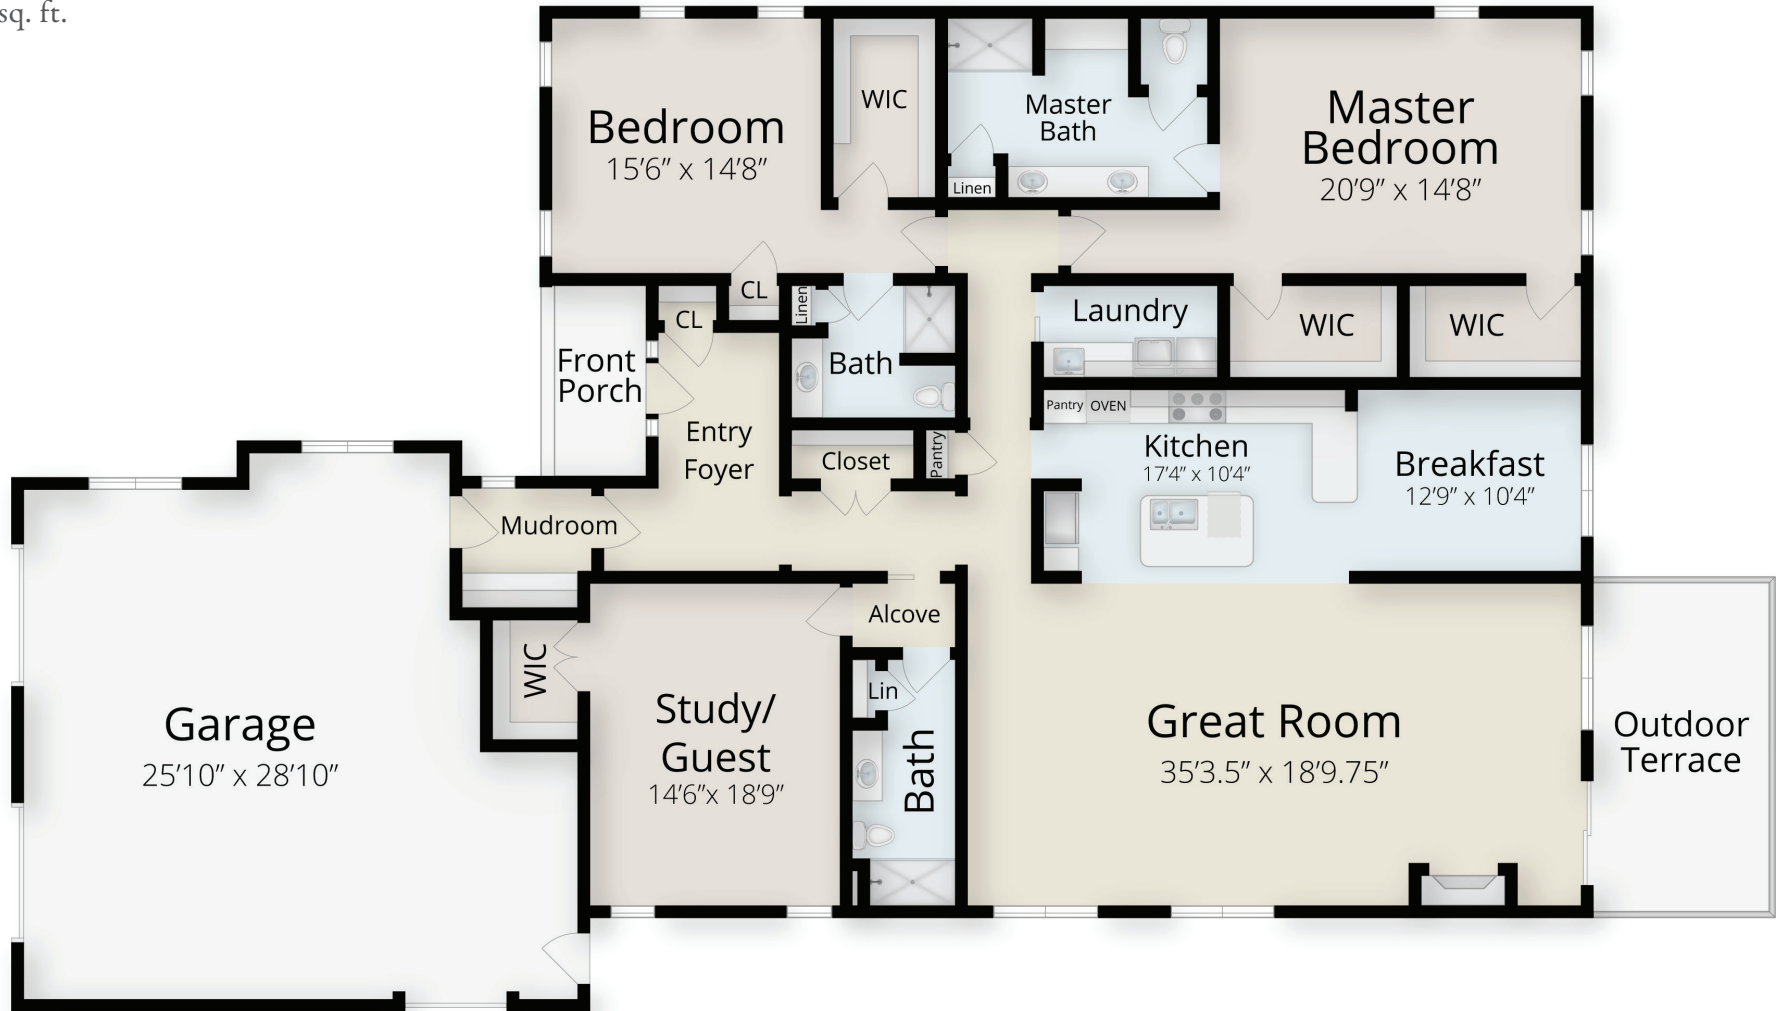 sq. ft.
Bedroom
15’6” x 14’8”
WIC
Master
Bath
Linen
Master
Bedroom
20’9” x 14’8”
CL
CL
Linen
Bath
Laundry
WIC
WIC
Front
Porch
Entry
Foyer
Closet
Pantry
Pantry
OVEN
Kitchen
17’4” x 10’4”
Breakfast
12’9” x 10’4”
Mudroom
Alcove
WIC
Lin
Study/
Guest
14’6”x 18’9”
Bath
Garage
25’10” x 28’10”
Great Room
35’3.5” x 18’9.75”
Outdoor
Terrace